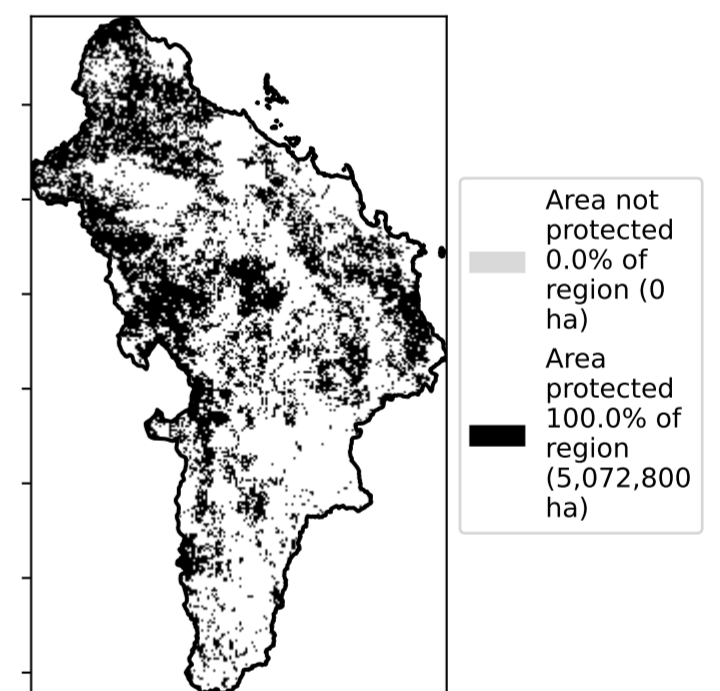 Area not
protected
0.0% of
region (0
ha)
Area
protected
100.0% of
region
(5,072,800
ha)